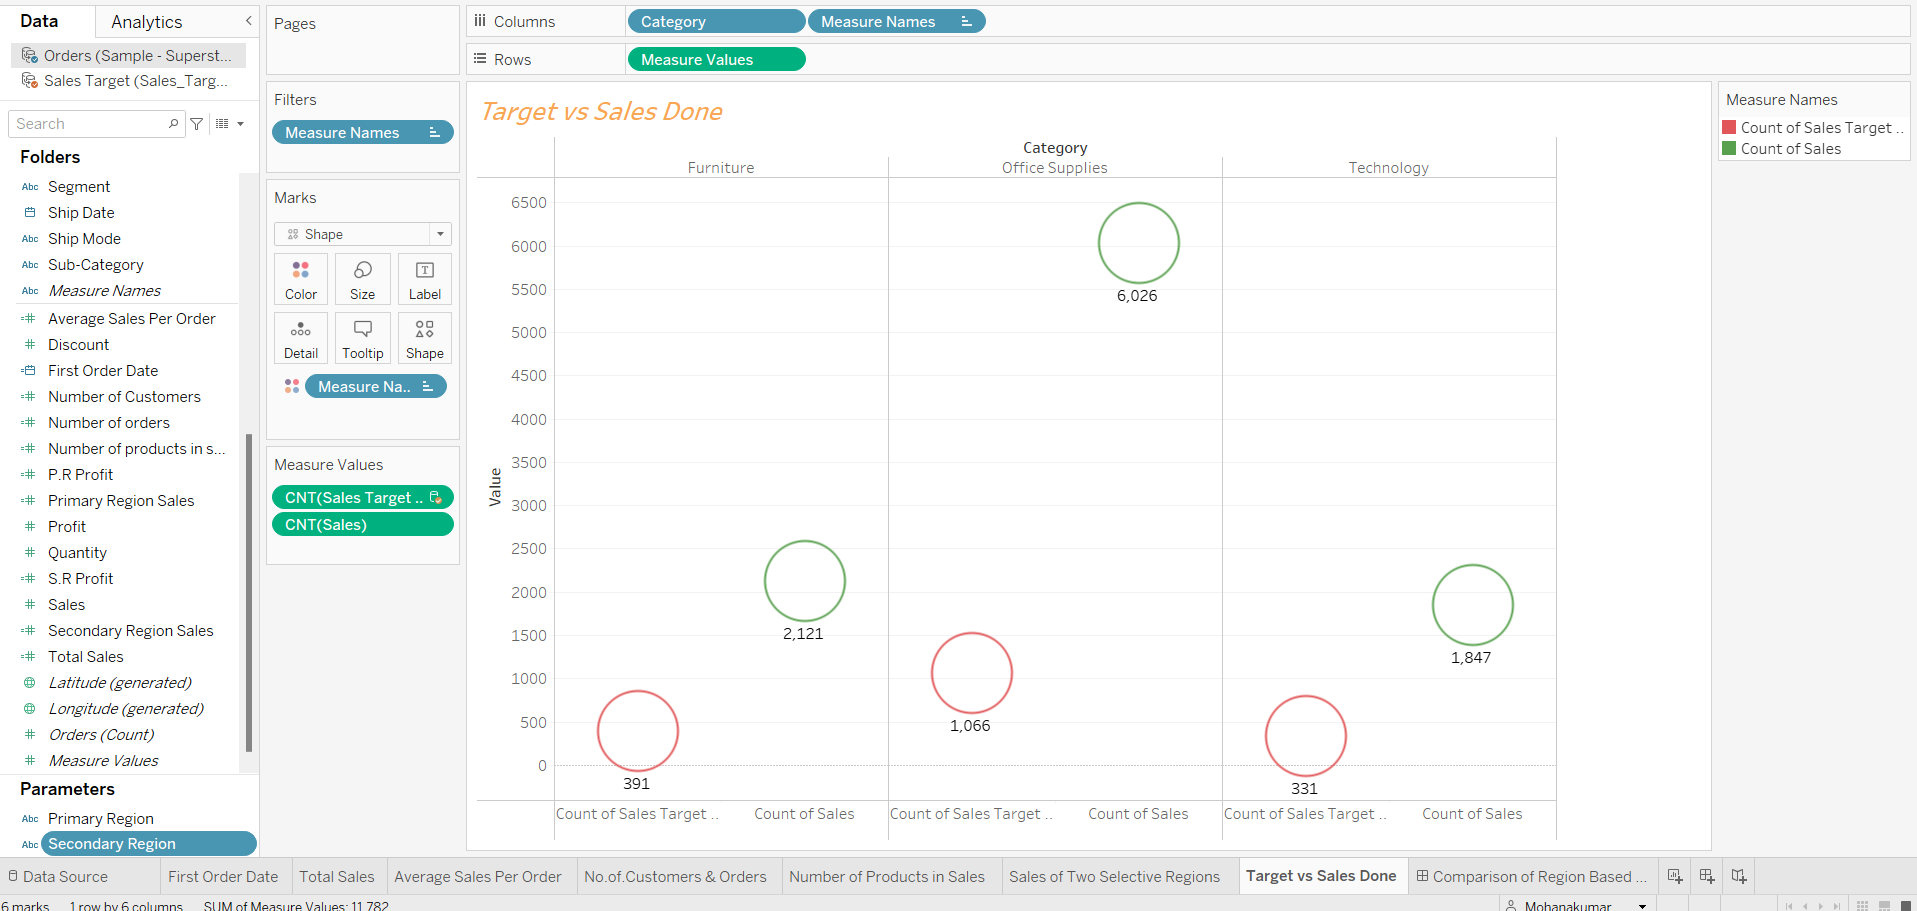 Data
Analytics
Orders (Sample - Superst...
Sales Target (Sales_Targ...
Search
Folders
Abc Segment
Ship Date
Abc Ship Mode
Abc Sub-Category
Abc Measure Names
Average Sales Per Order
Discount
First Order Date
Number of Customers
Number of orders
Number of products in s...
P.R Profit
Primary Region Sales
Profit
Quantity
S.R Profit
Sales
Secondary Region Sales
Total Sales
Latitude (generated)
Longitude (generated)
Orders (Count)
Measure Values
Parameters
Abc Primary Region
Abc Secondary Region
Pages
Filters
Measure Names
Marks
Shape
Color Size Label
Detail Tooltip Shape
Measure Na..
Measure Values
CNT(Sales Target ..
CNT(Sales)
Columns Category Measure Names
Rows Measure Values
Target vs Sales Done
Category
Furniture Office Supplies Technology
Value
6500
6000
5500
5000
4500
4000
3500
3000
2500
2000
1500
1000
500
0
6,026
2,121
1,847
1,066
391
331
Count of Sales Target .. Count of Sales Count of Sales Target .. Count of Sales Count of Sales Target .. Count of Sales
Measure Names
Count of Sales Target ..
Count of Sales
Data Source First Order Date Total Sales Average Sales Per Order No.of.Customers & Orders Number of Products in Sales Sales of Two Selective Regions Target vs Sales Done Comparison of Region Based ...
6 marks 1 row by 6 columns SUM of Measure Values: 11,782 Mohanakumar